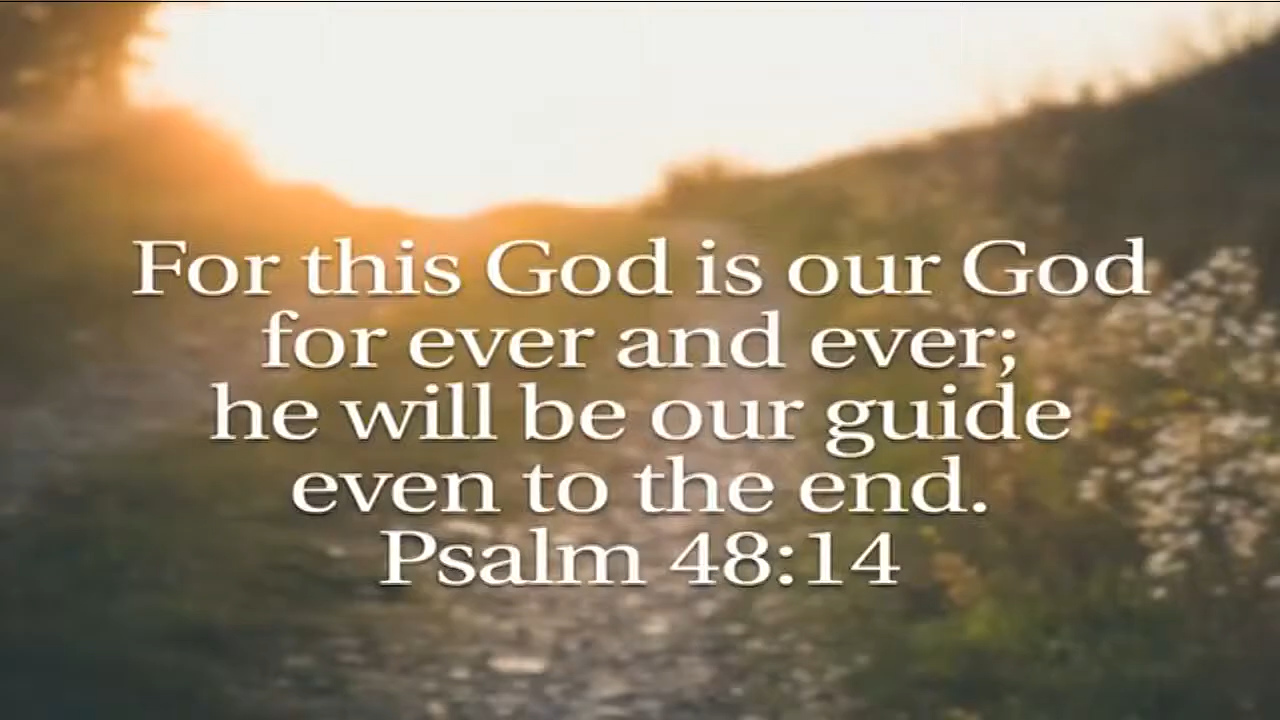 For this God is our God
for ever and ever;
he will be our guide
even to the end.
Psalm 48:14